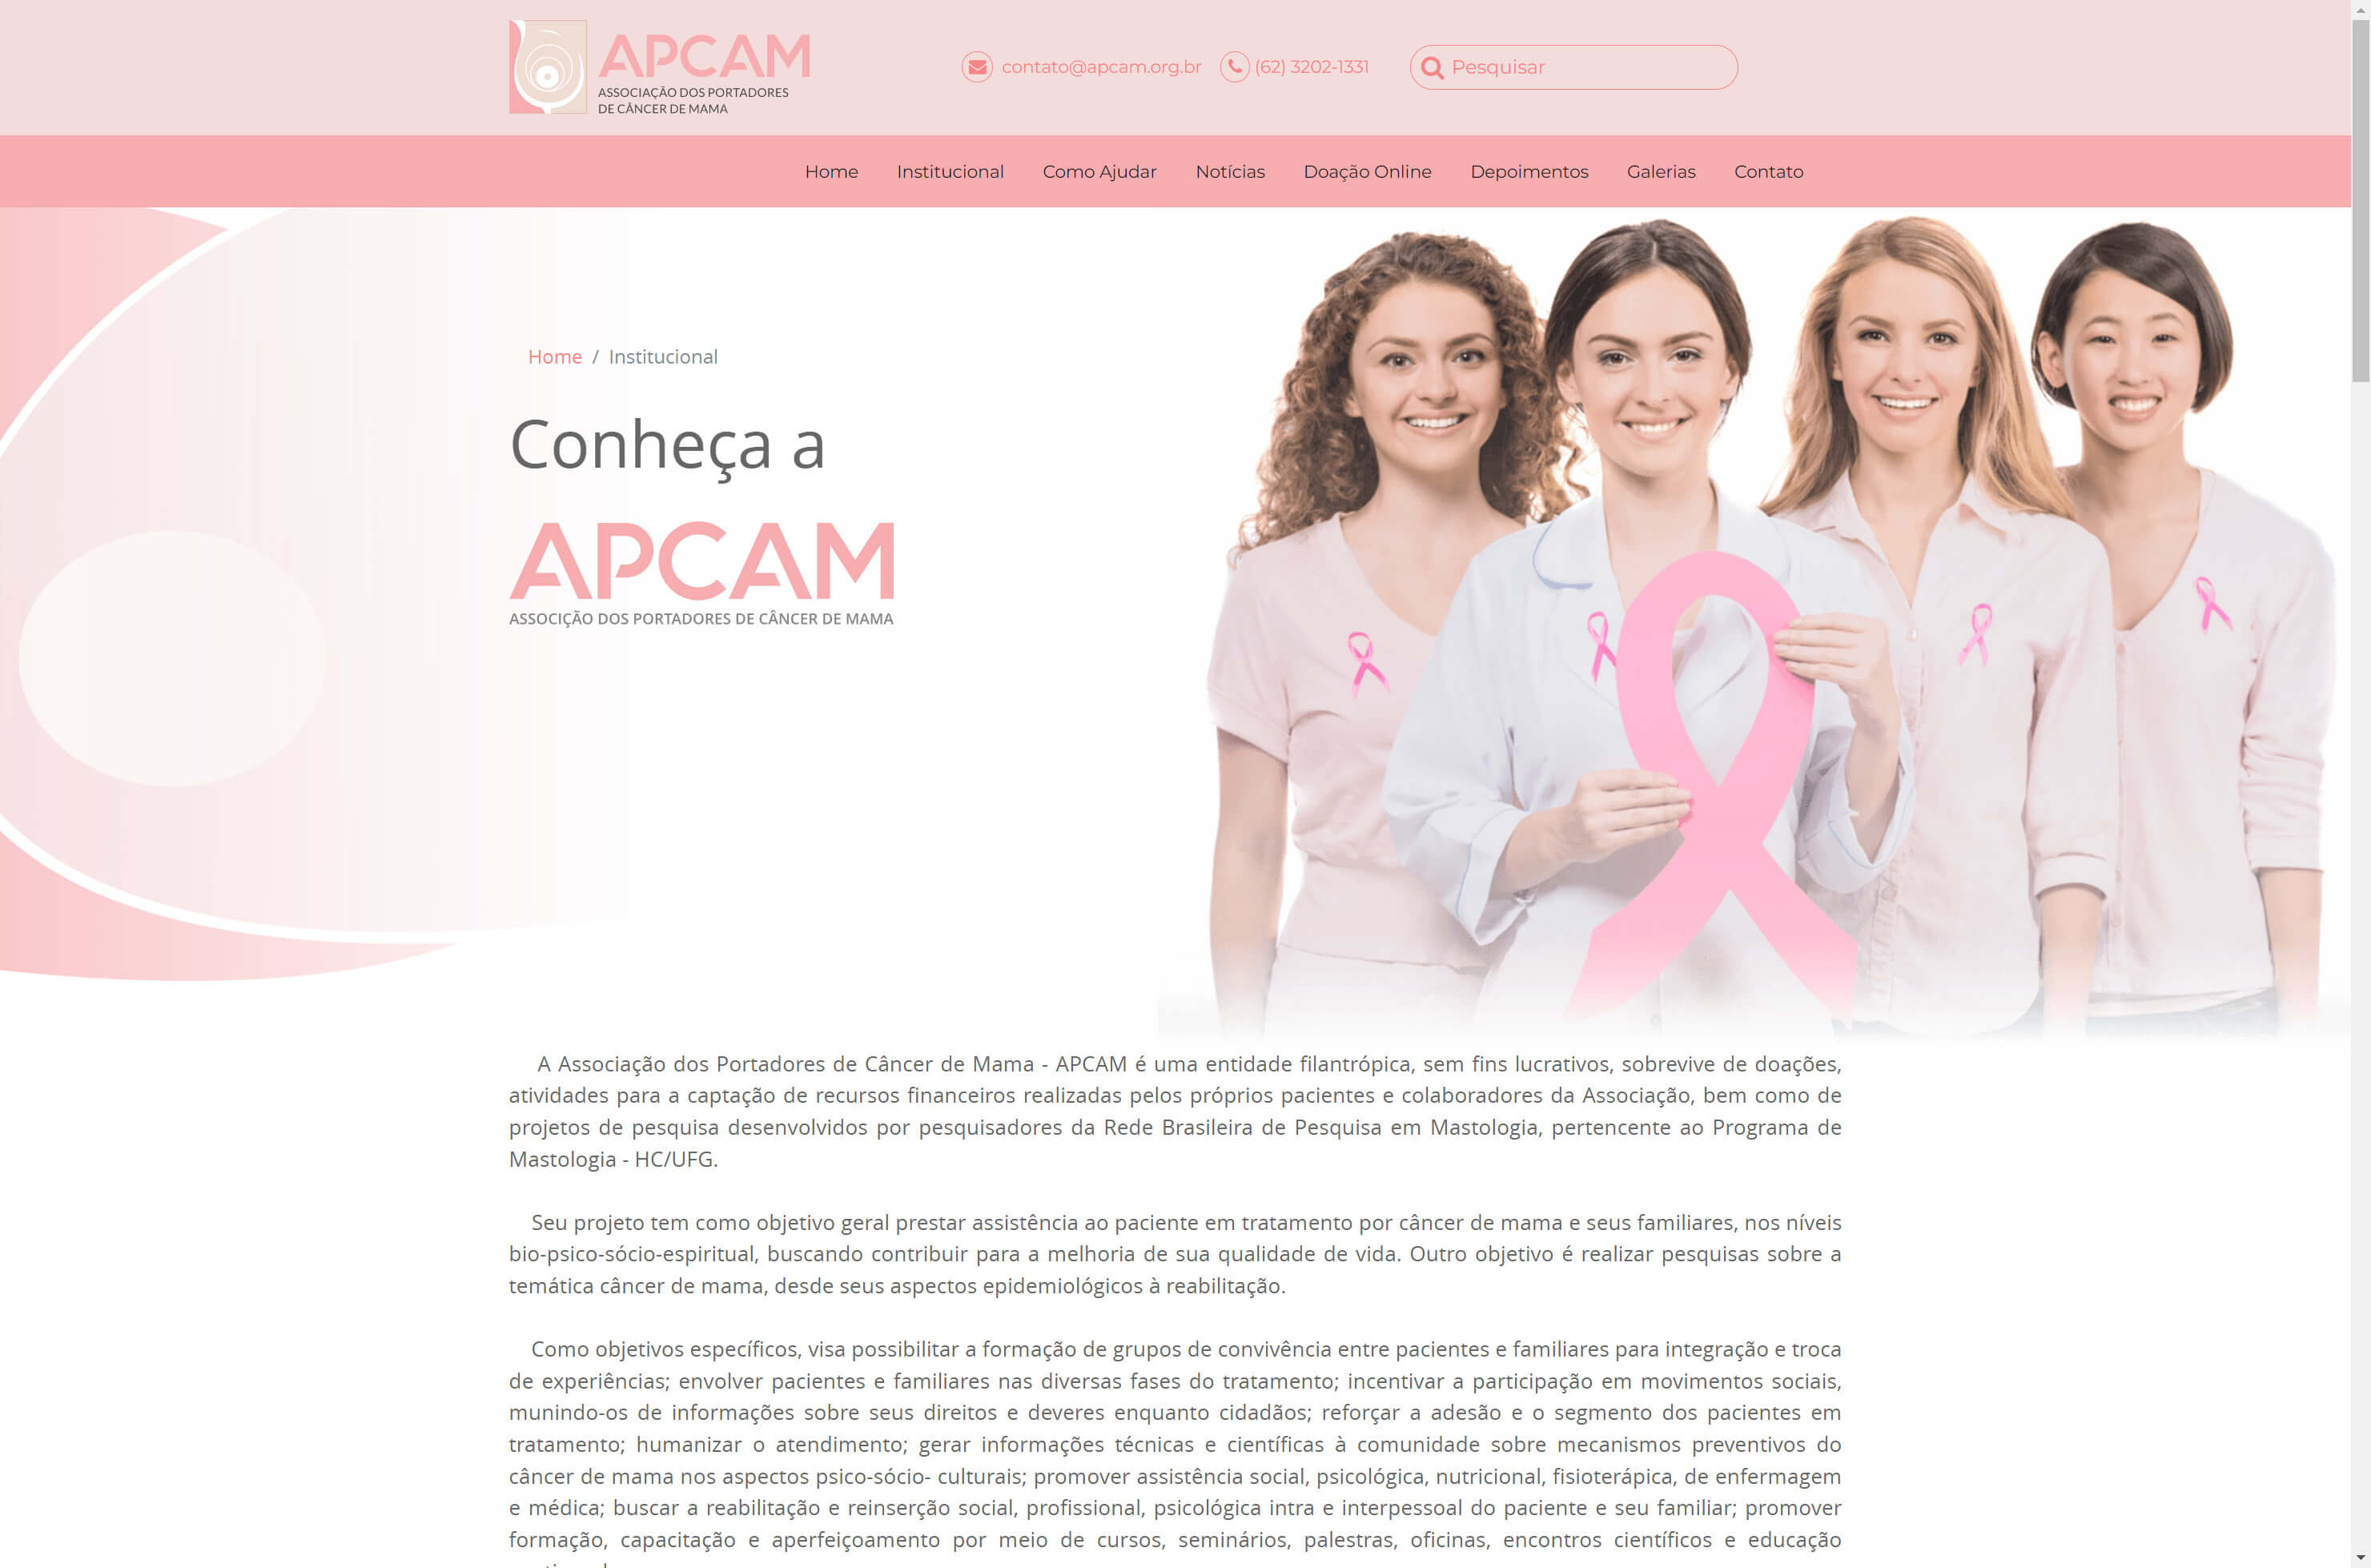 APCAM
ASSOCIAÇÃO DOS PORTADORES
DE CÂNCER DE MAMA
contato@apcam.org.br
(62) 3202-1331
Pesquisar
Home
Institucional
Como Ajudar
Notícias
Doação Online
Depoimentos
Galerias
Contato
Home / Institucional
Conheça a
APCAM
ASSOCIÇÃO DOS PORTADORES DE CÂNCER DE MAMA
A Associação dos Portadores de Câncer de Mama - APCAM é uma entidade filantrópica, sem fins lucrativos, sobrevive de doações,
atividades para a captação de recursos financeiros realizadas pelos próprios pacientes e colaboradores da Associação, bem como de
projetos de pesquisa desenvolvidos por pesquisadores da Rede Brasileira de Pesquisa em Mastologia, pertencente ao Programa de
Mastologia - HC/UFG.
Seu projeto tem como objetivo geral prestar assistência ao paciente em tratamento por câncer de mama e seus familiares, nos níveis
bio-psico-sócio-espiritual, buscando contribuir para a melhoria de sua qualidade de vida. Outro objetivo é realizar pesquisas sobre a
temática câncer de mama, desde seus aspectos epidemiológicos à reabilitação.
Como objetivos específicos, visa possibilitar a formação de grupos de convivência entre pacientes e familiares para integração e troca
de experiências; envolver pacientes e familiares nas diversas fases do tratamento; incentivar a participação em movimentos sociais,
munindo-os de informações sobre seus direitos e deveres enquanto cidadãos; reforçar a adesão e o segmento dos pacientes em
tratamento; humanizar o atendimento; gerar informações técnicas e científicas à comunidade sobre mecanismos preventivos do
câncer de mama nos aspectos psico-sócio- culturais; promover assistência social, psicológica, nutricional, fisioterápica, de enfermagem
e médica; buscar a reabilitação e reinserção social, profissional, psicológica intra e interpessoal do paciente e seu familiar; promover
formação, capacitação e aperfeiçoamento por meio de cursos, seminários, palestras, oficinas, encontros científicos e educação